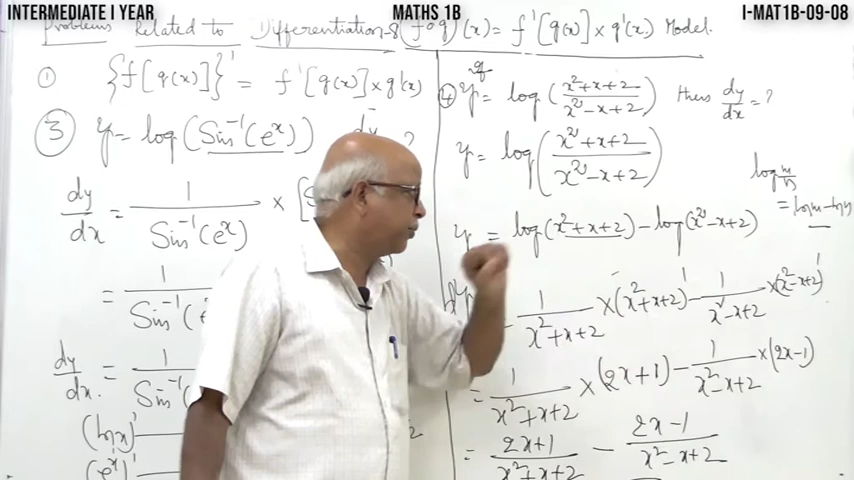 INTERMEDIATE I YEAR
MATHS 1B
I-MAT1B-09-08
Problems Related to Differentiation-8 (fog)'(x) = f'[g(x)] × g'(x) Model.
① {f[g(x)]}' = f'[g(x)] × g'(x)
③ y = log(Sin⁻¹(eˣ))
dy/dx = 1/Sin⁻¹(eˣ) ×
= 1/Sin⁻¹(
dy/dx = 1/Sin⁻¹(
(log x)'
(eˣ)'
④ If y = log((x²+x+2)/(x²-x+2)) then dy/dx = ?
y = log((x²+x+2)/(x²-x+2))
log m/n
= log m - log n
y = log(x²+x+2) - log(x²-x+2)
1/(x²+x+2) × (x²+x+2)' - 1/(x²-x+2) × (x²-x+2)'
= 1/(x²+x+2) × (2x+1) - 1/(x²-x+2) × (2x-1)
= (2x+1)/(x²+x+2) - (2x-1)/(x²-x+2)